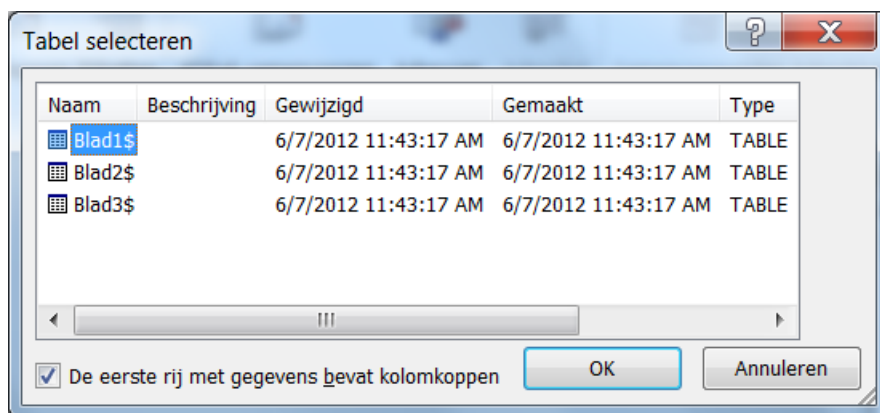 Tabel selecteren
Naam Beschrijving Gewijzigd Gemaakt Type
Blad1$ 6/7/2012 11:43:17 AM 6/7/2012 11:43:17 AM TABLE
Blad2$ 6/7/2012 11:43:17 AM 6/7/2012 11:43:17 AM TABLE
Blad3$ 6/7/2012 11:43:17 AM 6/7/2012 11:43:17 AM TABLE
De eerste rij met gegevens bevat kolomkoppen OK Annuleren